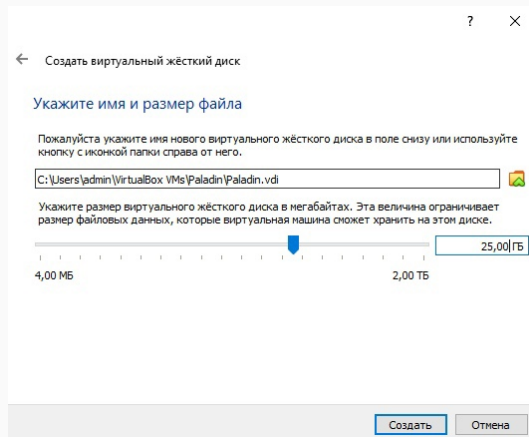 ?
Создать виртуальный жёсткий диск
Укажите имя и размер файла
Пожалуйста укажите имя нового виртуального жёсткого диска в поле снизу или используйте
кнопку с иконкой папки справа от него.
C:\Users\admin\VirtualBox VMs\Paladin\Paladin.vdi
Укажите размер виртуального жёсткого диска в мегабайтах. Эта величина ограничивает
размер файловых данных, которые виртуальная машина сможет хранить на этом диске.
25,00 ГБ
4,00 МБ 2,00 ТБ
Создать Отмена